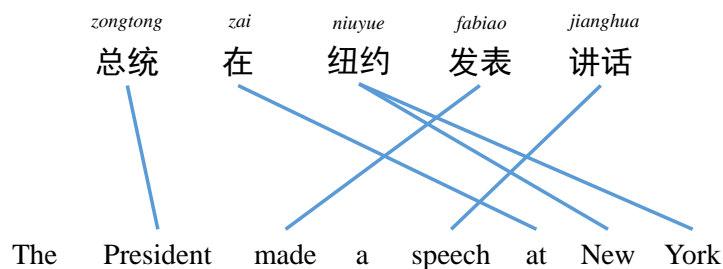 zongtong zai niuyue fabiao jianghua
总统 在 纽约 发表 讲话
The President made a speech at New York